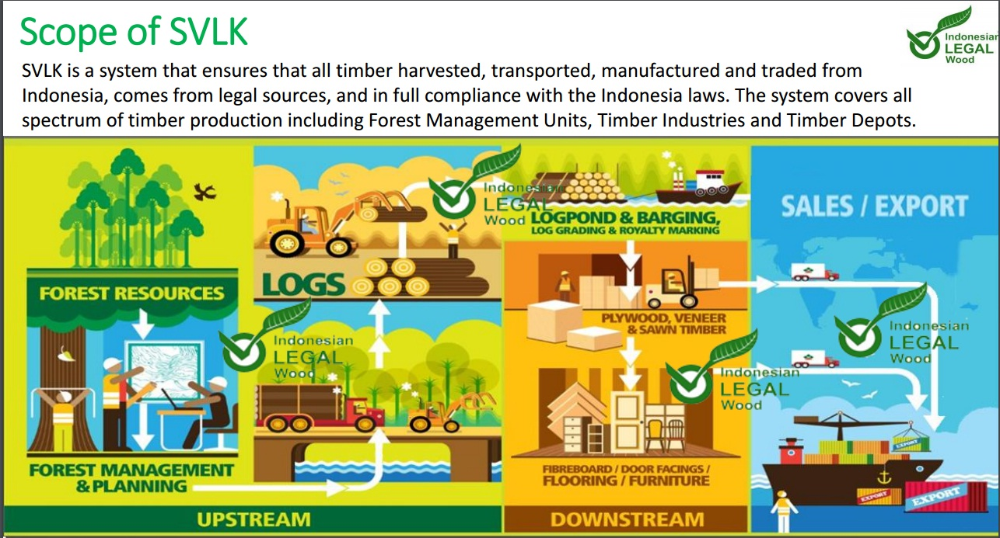 Scope of SVLK
Indonesian
LEGAL
Wood
SVLK is a system that ensures that all timber harvested, transported, manufactured and traded from
Indonesia, comes from legal sources, and in full compliance with the Indonesia laws. The system covers all
spectrum of timber production including Forest Management Units, Timber Industries and Timber Depots.
FOREST RESOURCES
FOREST MANAGEMENT
& PLANNING
LOGS
Indonesian
LEGAL
Wood
Indonesian
LEGAL
Wood
LOGPOND & BARGING,
LOG GRADING & ROYALTY MARKING
PLYWOOD, VENEER
& SAWN TIMBER
Indonesian
LEGAL
Wood
FIBREBOARD / DOOR FACINGS /
FLOORING / FURNITURE
SALES / EXPORT
Indonesian
LEGAL
Wood
EXPORT
EXPORT
EXPORT
UPSTREAM
DOWNSTREAM